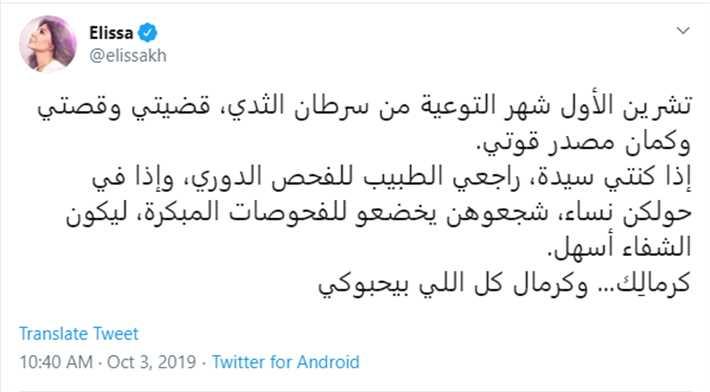 Elissa
@elissakh
تشرين الأول شهر التوعية من سرطان الثدي، قضيتي وقصتي
وكمان مصدر قوتي.
إذا كنتي سيدة، راجعي الطبيب للفحص الدوري، وإذا في
حولكن نساء، شجعوهن يخضعو للفحوصات المبكرة، ليكون
الشفاء أسهل.
كرمالِك... وكرمال كل اللي بيحبوكي
Translate Tweet
10:40 AM · Oct 3, 2019 · Twitter for Android